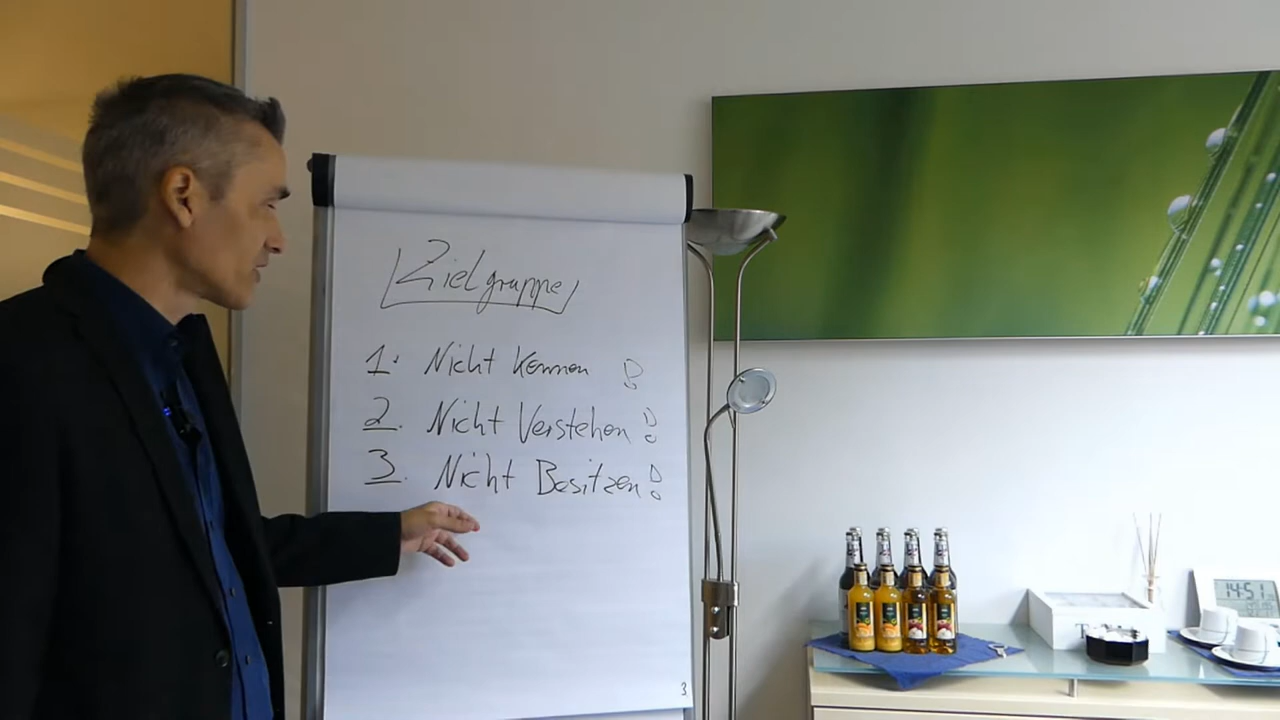 Zielgruppe
1. Nicht Kennen !
2. Nicht Verstehen !
3. Nicht Besitzen !
3
14:51